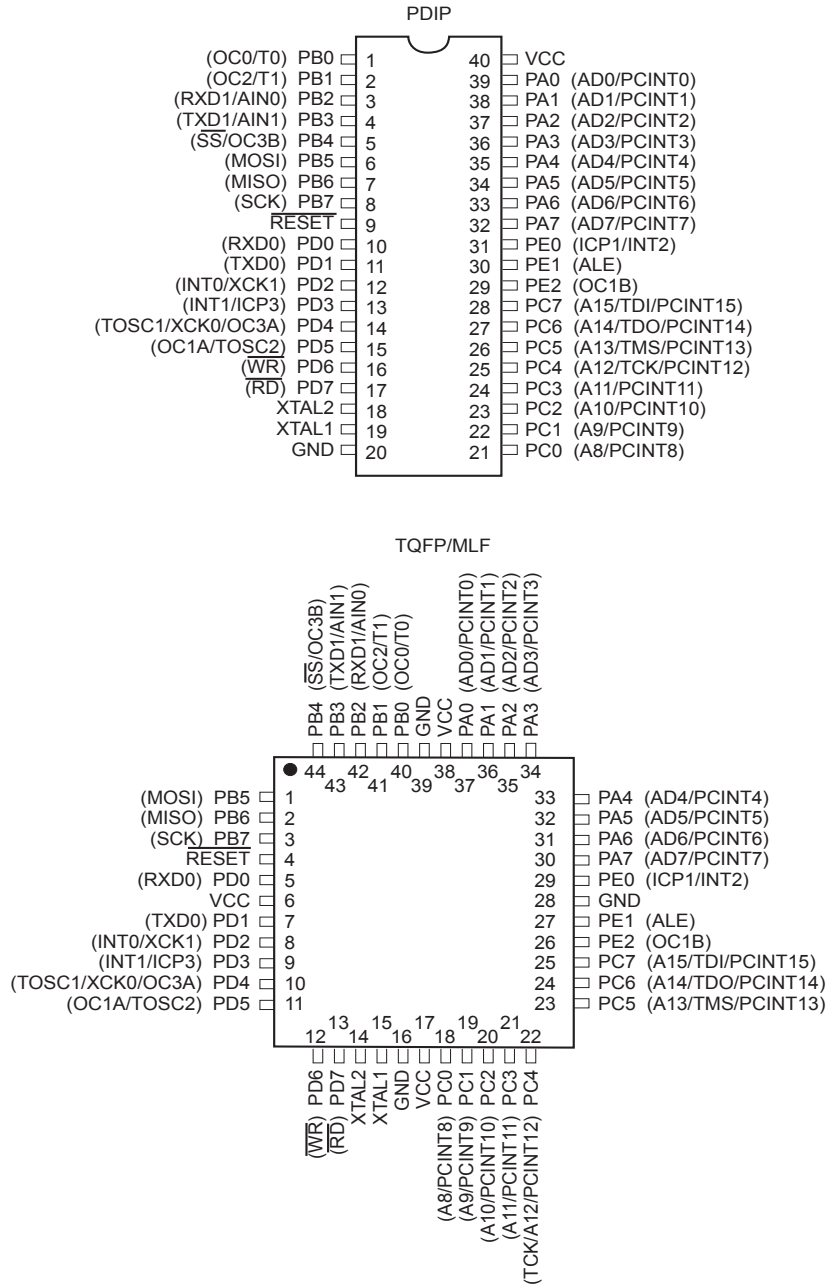 PDIP
(OC0/T0) PB0 1 40 VCC
(OC2/T1) PB1 2 39 PA0 (AD0/PCINT0)
(RXD1/AIN0) PB2 3 38 PA1 (AD1/PCINT1)
(TXD1/AIN1) PB3 4 37 PA2 (AD2/PCINT2)
(SS/OC3B) PB4 5 36 PA3 (AD3/PCINT3)
(MOSI) PB5 6 35 PA4 (AD4/PCINT4)
(MISO) PB6 7 34 PA5 (AD5/PCINT5)
(SCK) PB7 8 33 PA6 (AD6/PCINT6)
RESET 9 32 PA7 (AD7/PCINT7)
(RXD0) PD0 10 31 PE0 (ICP1/INT2)
(TXD0) PD1 11 30 PE1 (ALE)
(INT0/XCK1) PD2 12 29 PE2 (OC1B)
(INT1/ICP3) PD3 13 28 PC7 (A15/TDI/PCINT15)
(TOSC1/XCK0/OC3A) PD4 14 27 PC6 (A14/TDO/PCINT14)
(OC1A/TOSC2) PD5 15 26 PC5 (A13/TMS/PCINT13)
(WR) PD6 16 25 PC4 (A12/TCK/PCINT12)
(RD) PD7 17 24 PC3 (A11/PCINT11)
XTAL2 18 23 PC2 (A10/PCINT10)
XTAL1 19 22 PC1 (A9/PCINT9)
GND 20 21 PC0 (A8/PCINT8)
TQFP/MLF
PB4 (SS/OC3B)
PB3 (TXD1/AIN1)
PB2 (RXD1/AIN0)
PB1 (OC2/T1)
PB0 (OC0/T0)
GND
VCC
PA0 (AD0/PCINT0)
PA1 (AD1/PCINT1)
PA2 (AD2/PCINT2)
PA3 (AD3/PCINT3)
44 42 40 38 36 34
43 41 39 37 35
(MOSI) PB5 1 33 PA4 (AD4/PCINT4)
(MISO) PB6 2 32 PA5 (AD5/PCINT5)
(SCK) PB7 3 31 PA6 (AD6/PCINT6)
RESET 4 30 PA7 (AD7/PCINT7)
(RXD0) PD0 5 29 PE0 (ICP1/INT2)
VCC 6 28 GND
(TXD0) PD1 7 27 PE1 (ALE)
(INT0/XCK1) PD2 8 26 PE2 (OC1B)
(INT1/ICP3) PD3 9 25 PC7 (A15/TDI/PCINT15)
(TOSC1/XCK0/OC3A) PD4 10 24 PC6 (A14/TDO/PCINT14)
(OC1A/TOSC2) PD5 11 23 PC5 (A13/TMS/PCINT13)
13 15 17 19 21
12 14 16 18 20 22
(WR) PD6
(RD) PD7
XTAL2
XTAL1
GND
VCC
(A8/PCINT8) PC0
(A9/PCINT9) PC1
(A10/PCINT10) PC2
(A11/PCINT11) PC3
(TCK/A12/PCINT12) PC4